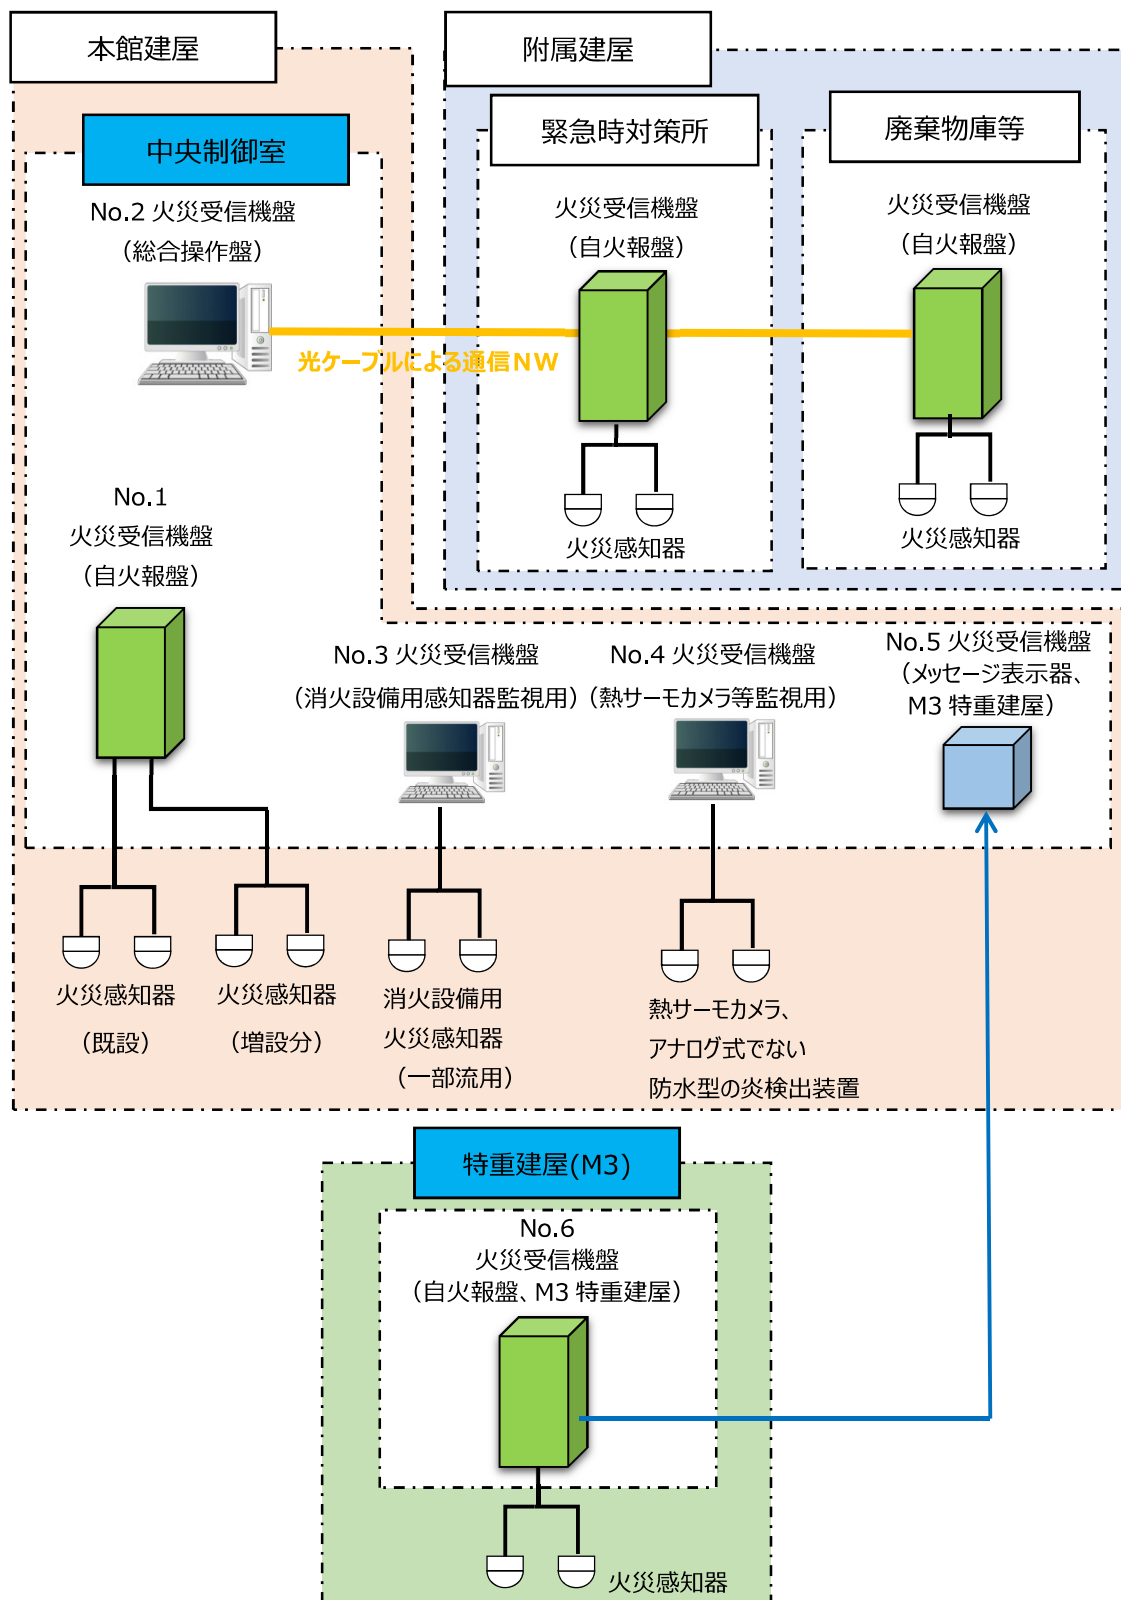 本館建屋
附属建屋
中央制御室
緊急時対策所
廃棄物庫等
No.2 火災受信機盤
（総合操作盤）
火災受信機盤
（自火報盤）
火災受信機盤
（自火報盤）
光ケーブルによる通信NW
火災感知器
火災感知器
No.1
火災受信機盤
（自火報盤）
No.3 火災受信機盤
（消火設備用感知器監視用）
No.4 火災受信機盤
（熱サーモカメラ等監視用）
No.5 火災受信機盤
（メッセージ表示器、
M3 特重建屋）
火災感知器
（既設）
火災感知器
（増設分）
消火設備用
火災感知器
（一部流用）
熱サーモカメラ、
アナログ式でない
防水型の炎検出装置
特重建屋(M3)
No.6
火災受信機盤
（自火報盤、M3 特重建屋）
火災感知器